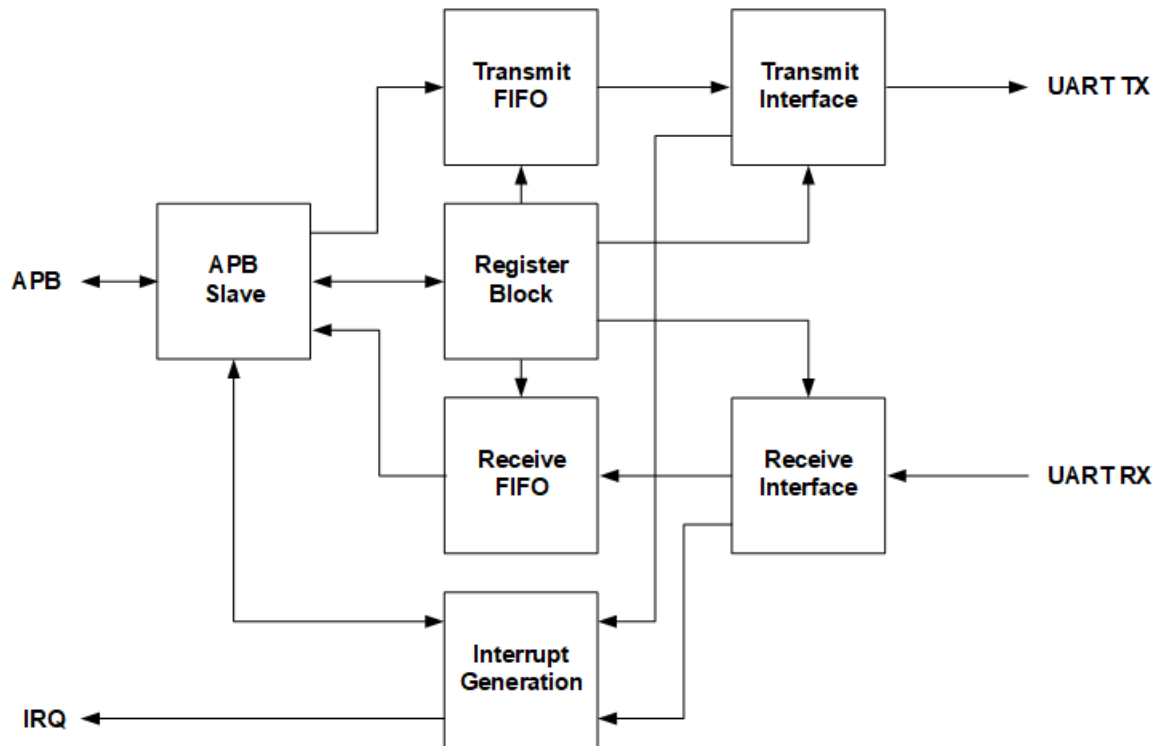 Transmit
FIFO
Transmit
Interface
UART TX
APB
APB
Slave
Register
Block
Receive
FIFO
Receive
Interface
UART RX
Interrupt
Generation
IRQ